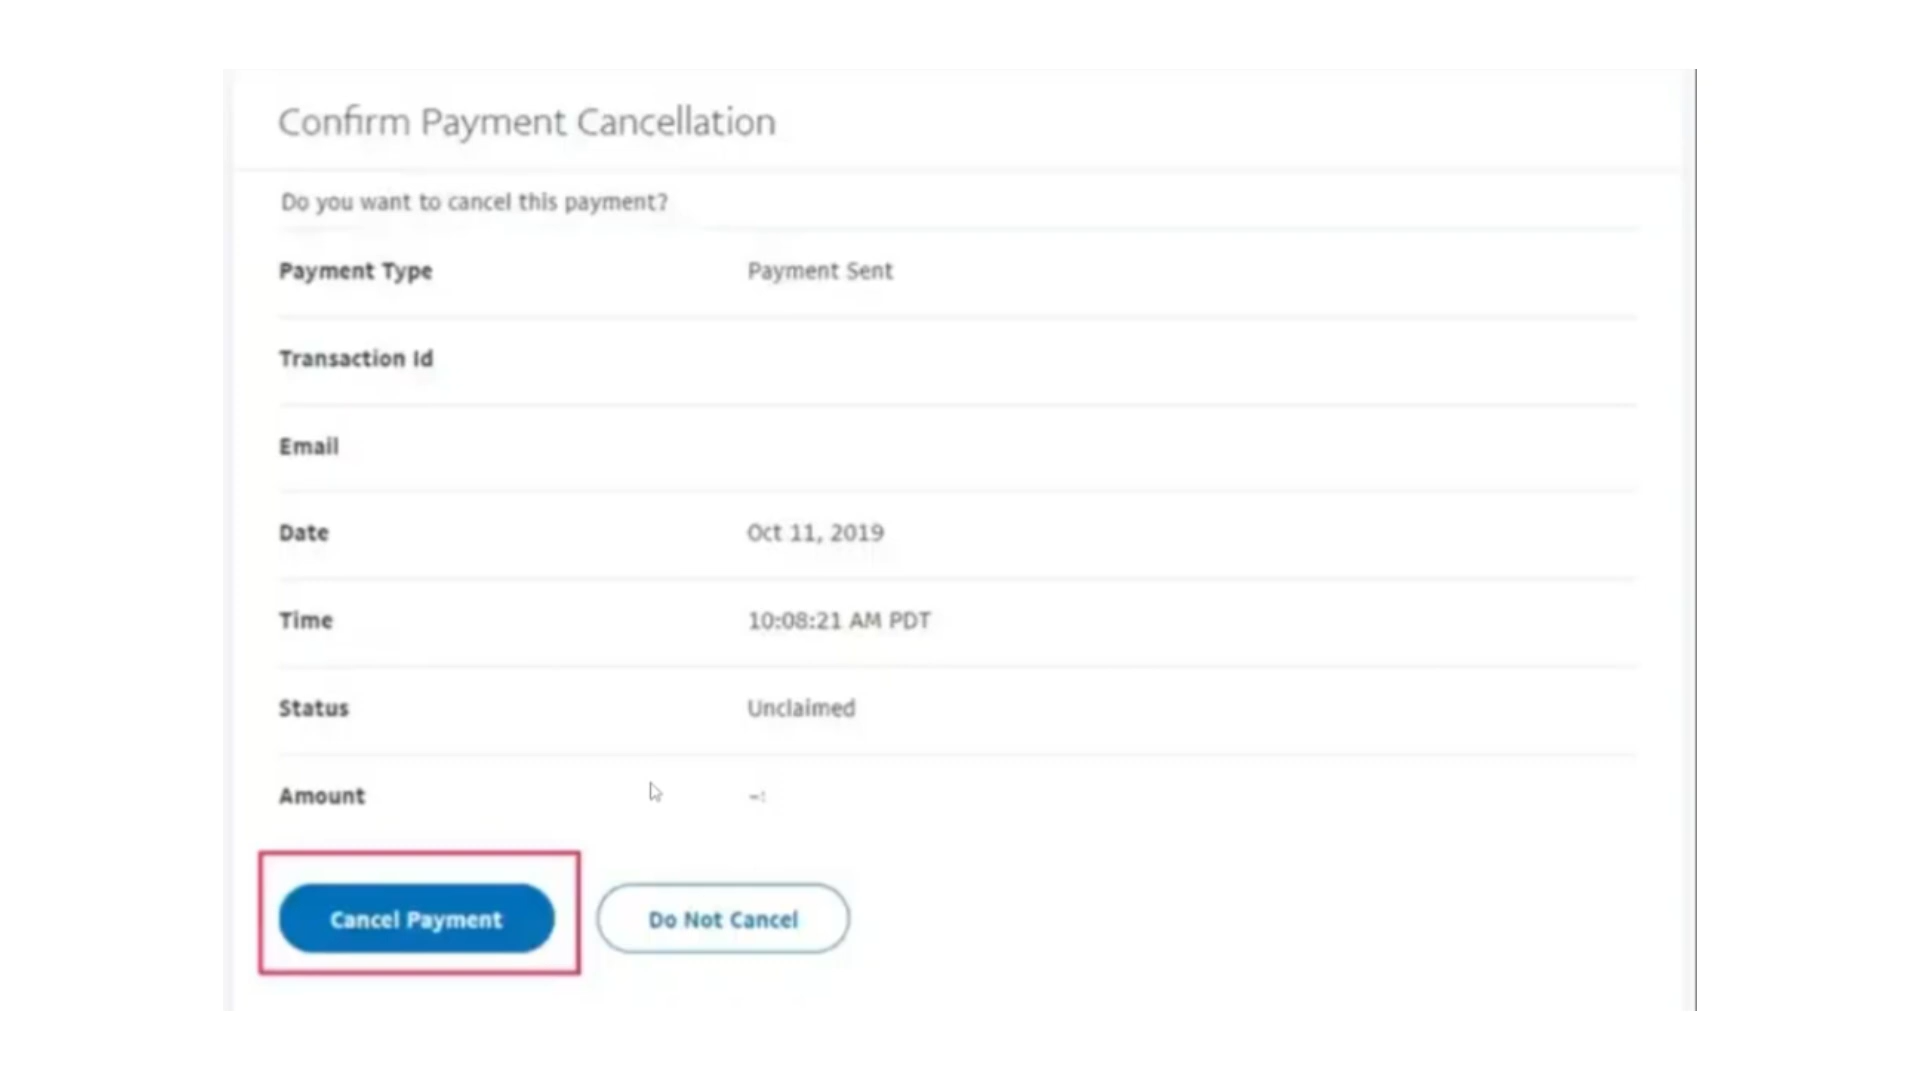 Confirm Payment Cancellation
Do you want to cancel this payment?
Payment Type Payment Sent
Transaction Id
Email
Date Oct 11, 2019
Time 10:08:21 AM PDT
Status Unclaimed
Amount
Cancel Payment Do Not Cancel